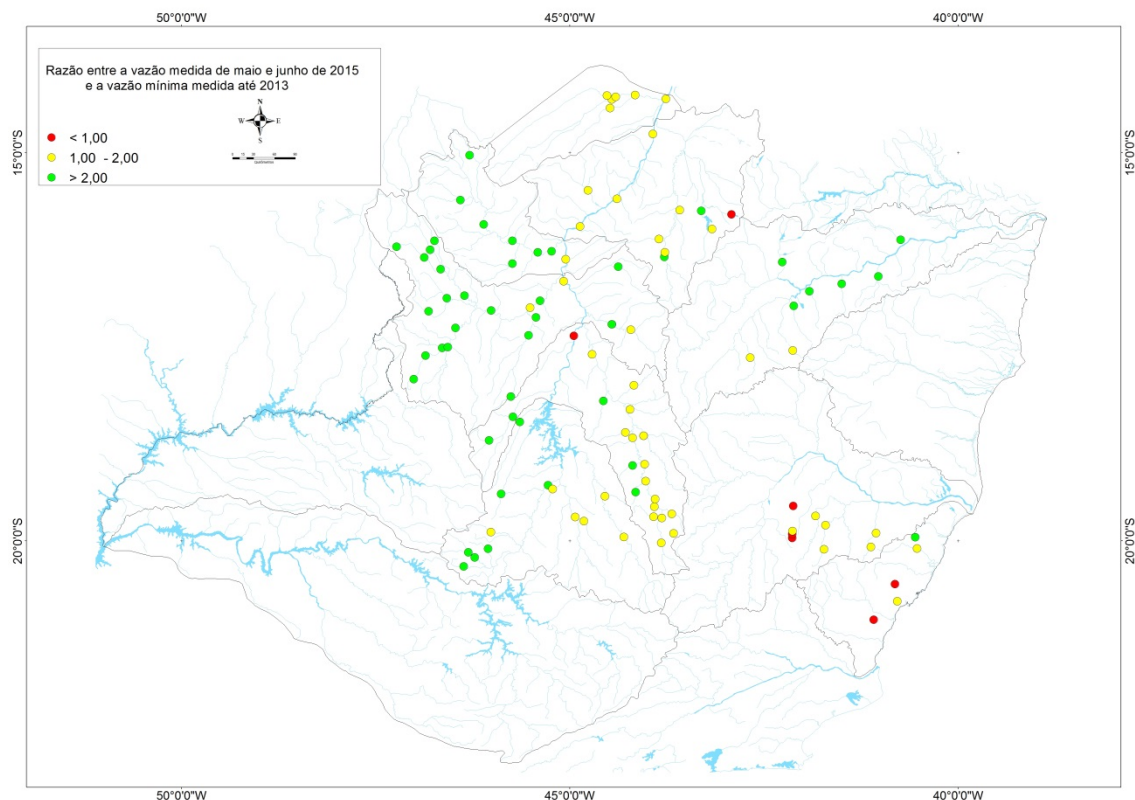 50°0'0"W 45°0'0"W 40°0'0"W
Razão entre a vazão medida de maio e junho de 2015
e a vazão mínima medida até 2013
N
W E
S
< 1,00
1,00 - 2,00
> 2,00
15°0'0"S 15°0'0"S
20°0'0"S 20°0'0"S
50°0'0"W 45°0'0"W 40°0'0"W